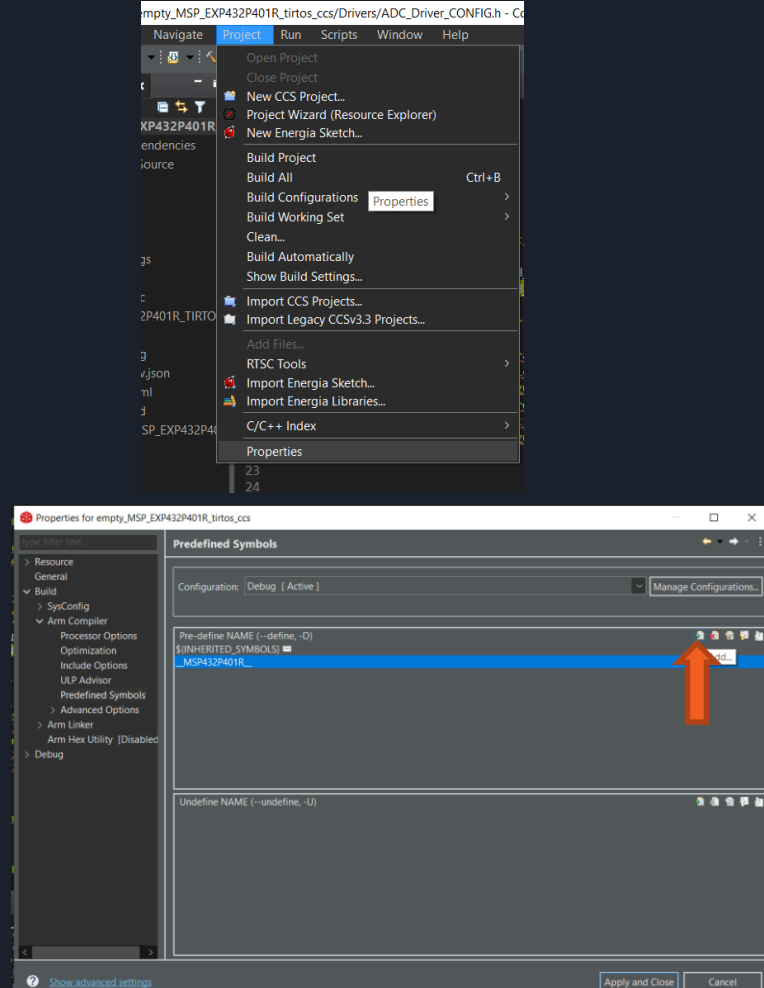 empty_MSP_EXP432P401R_tirtos_ccs/Drivers/ADC_Driver_CONFIG.h - Co
Navigate Project Run Scripts Window Help
Open Project
Close Project
New CCS Project...
XP432P401R
Project Wizard (Resource Explorer)
New Energia Sketch...
endencies
Source
Build Project
Build All Ctrl+B
Build Configurations
Properties
Build Working Set
Clean...
Build Automatically
gs
Show Build Settings...
c
Import CCS Projects...
2P401R_TIRTO
Import Legacy CCSv3.3 Projects...
Add Files...
g
RTSC Tools
v.json
Import Energia Sketch...
ml
Import Energia Libraries...
d
SP_EXP432P40
C/C++ Index
Properties
23
24
Properties for empty_MSP_EXP432P401R_tirtos_ccs
type filter text
Predefined Symbols
Resource
General
Build
SysConfig
Arm Compiler
Processor Options
Optimization
Include Options
ULP Advisor
Predefined Symbols
Advanced Options
Arm Linker
Arm Hex Utility [Disabled
Debug
Configuration: Debug [ Active ]
Manage Configurations...
Pre-define NAME (--define, -D)
${INHERITED_SYMBOLS}
__MSP432P401R__
dd...
Undefine NAME (--undefine, -U)
Show advanced settings
Apply and Close
Cancel